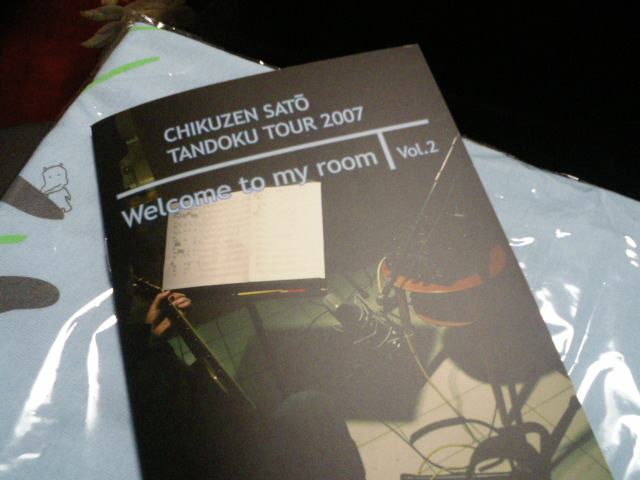 CHIKUZEN SATŌ
TANDOKU TOUR 2007
Welcome to my room Vol.2